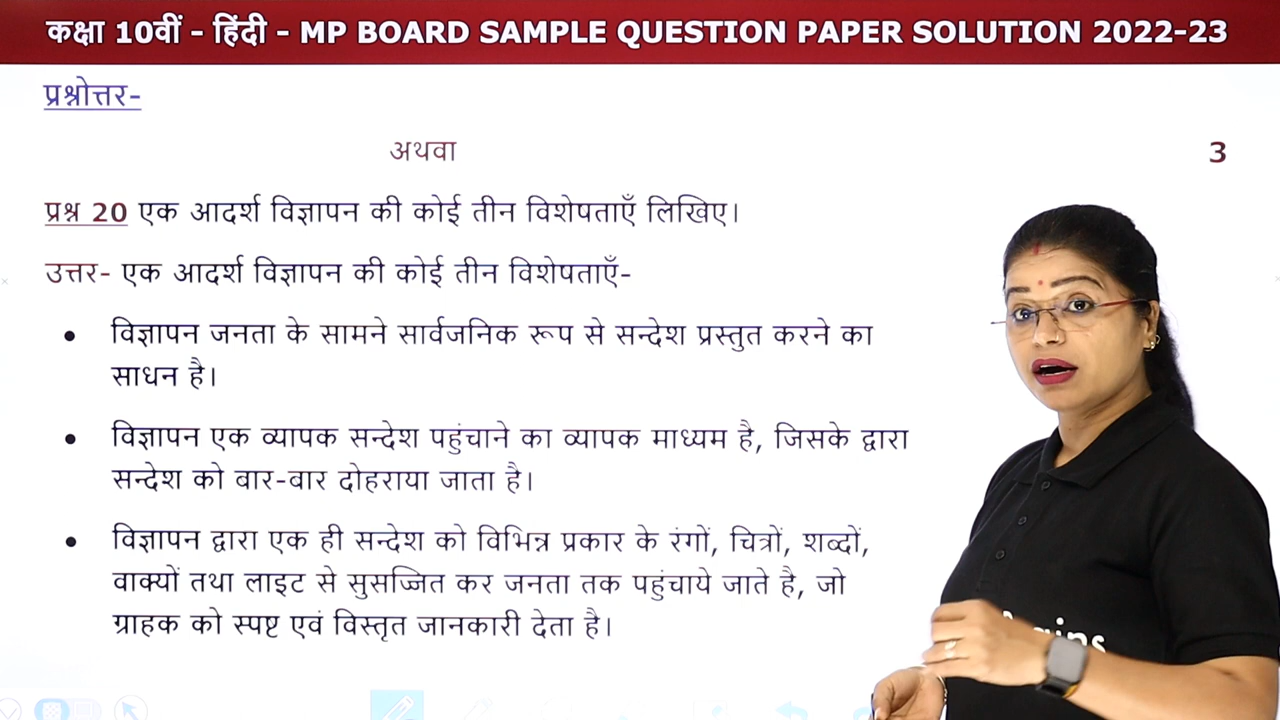 कक्षा 10वीं - हिंदी - MP BOARD SAMPLE QUESTION PAPER SOLUTION 2022-23
प्रश्नोत्तर-
अथवा 3
प्रश्न 20 एक आदर्श विज्ञापन की कोई तीन विशेषताएँ लिखिए।
उत्तर- एक आदर्श विज्ञापन की कोई तीन विशेषताएँ-
• विज्ञापन जनता के सामने सार्वजनिक रूप से सन्देश प्रस्तुत करने का
साधन है।
• विज्ञापन एक व्यापक सन्देश पहुंचाने का व्यापक माध्यम है, जिसके द्वारा
सन्देश को बार-बार दोहराया जाता है।
• विज्ञापन द्वारा एक ही सन्देश को विभिन्न प्रकार के रंगों, चित्रों, शब्दों,
वाक्यों तथा लाइट से सुसज्जित कर जनता तक पहुंचाये जाते है, जो
ग्राहक को स्पष्ट एवं विस्तृत जानकारी देता है।